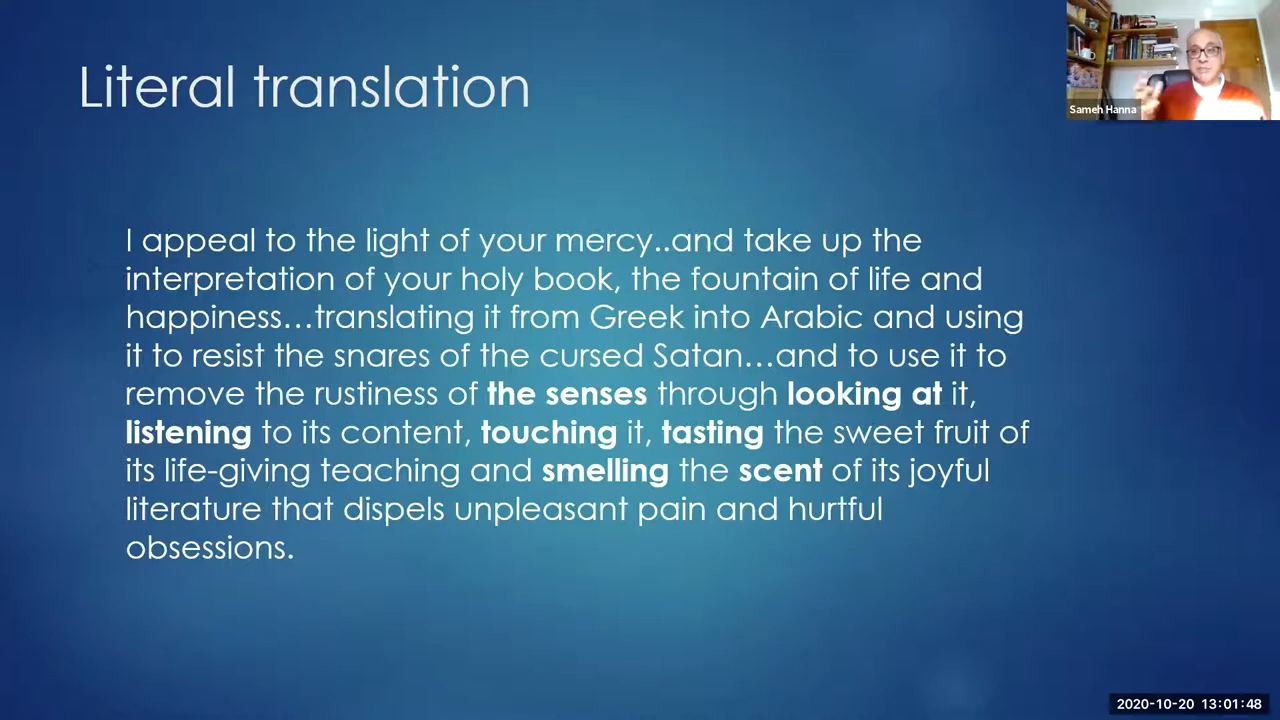 Literal translation
Sameh Hanna
I appeal to the light of your mercy..and take up the
interpretation of your holy book, the fountain of life and
happiness…translating it from Greek into Arabic and using
it to resist the snares of the cursed Satan…and to use it to
remove the rustiness of the senses through looking at it,
listening to its content, touching it, tasting the sweet fruit of
its life-giving teaching and smelling the scent of its joyful
literature that dispels unpleasant pain and hurtful
obsessions.
2020-10-20 13:01:48